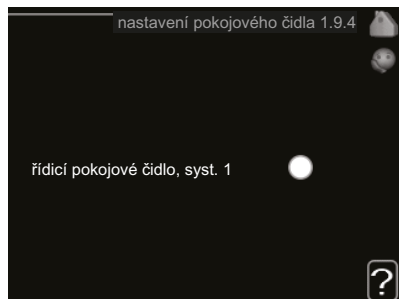 nastavení pokojového čidla 1.9.4
řídicí pokojové čidlo, syst. 1
?